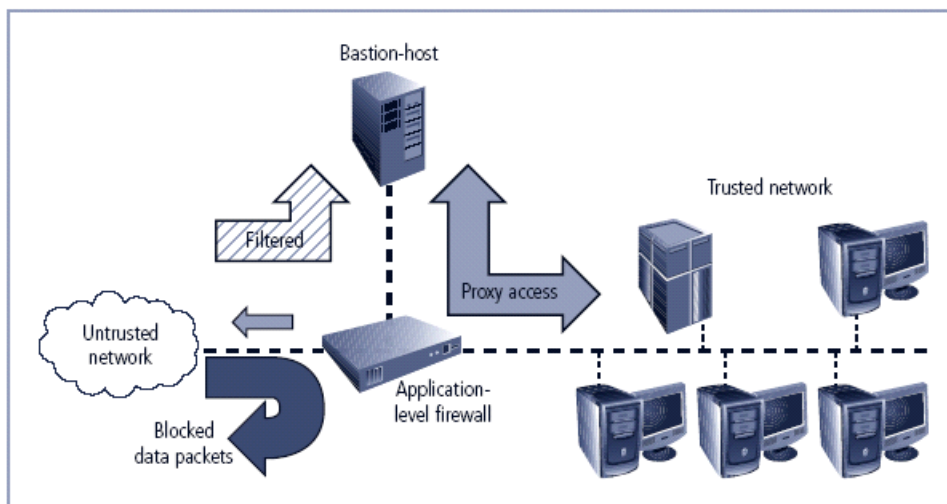 Bastion-host
Trusted network
Filtered
Proxy access
Untrusted
network
Application-
level firewall
Blocked
data packets